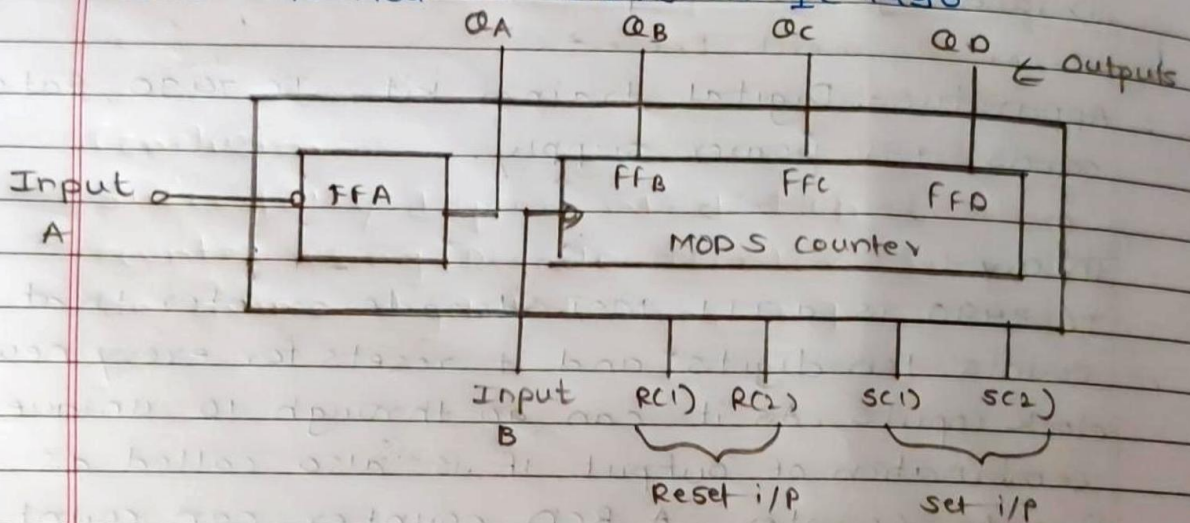 QA QB QC QD ← Outputs
Input A
FFA
FFB FFC FFD
MOD 5 counter
Input B
R(1) R(2) S(1) S(2)
Reset i/p
set i/p